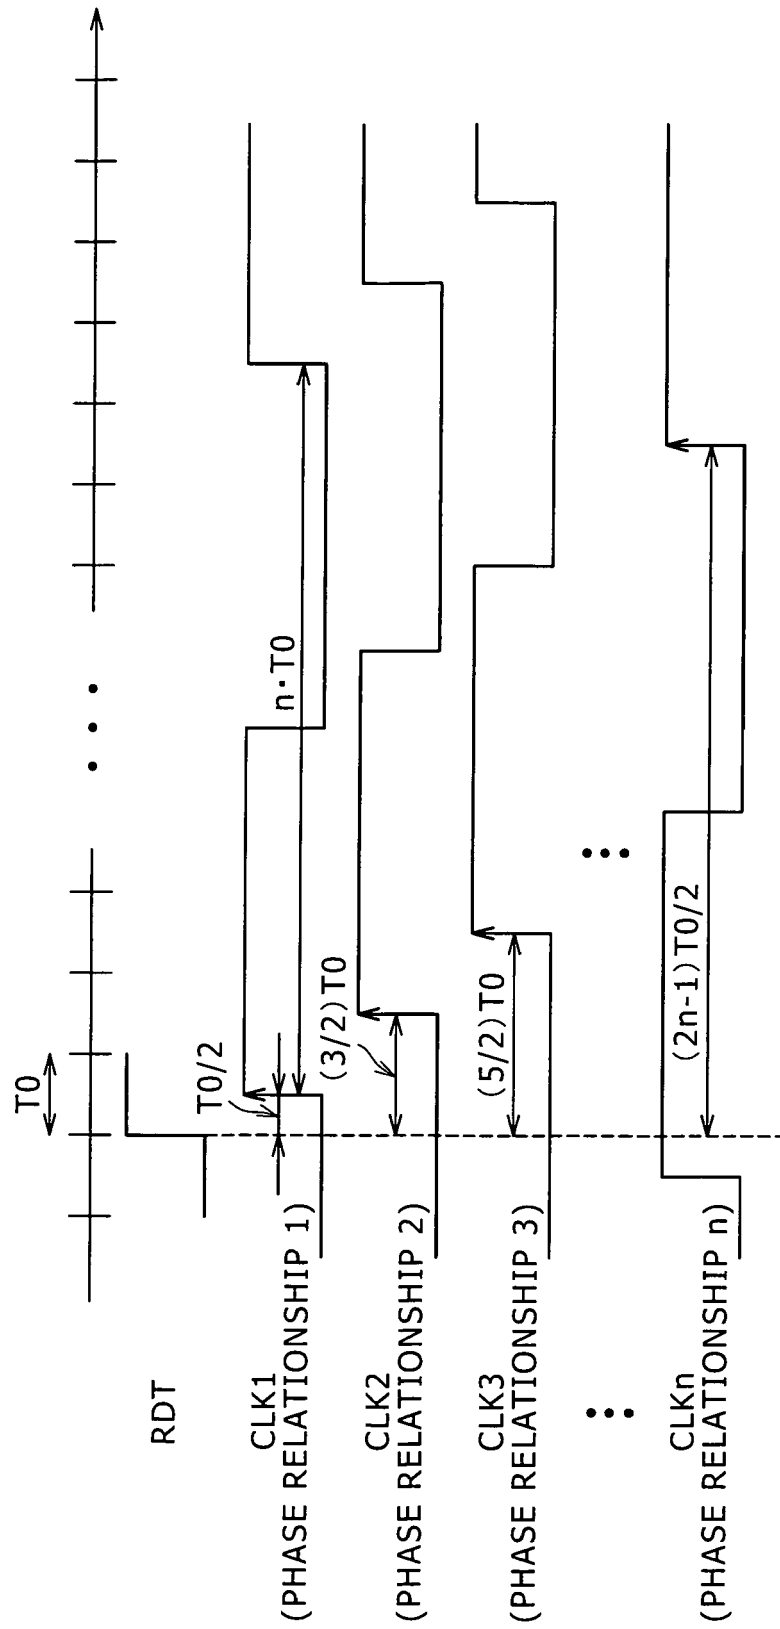 T0
RDT
CLK1
(PHASE RELATIONSHIP 1)
T0/2
n·T0
CLK2
(PHASE RELATIONSHIP 2)
(3/2)T0
CLK3
(PHASE RELATIONSHIP 3)
(5/2)T0
CLKn
(PHASE RELATIONSHIP n)
(2n-1)T0/2